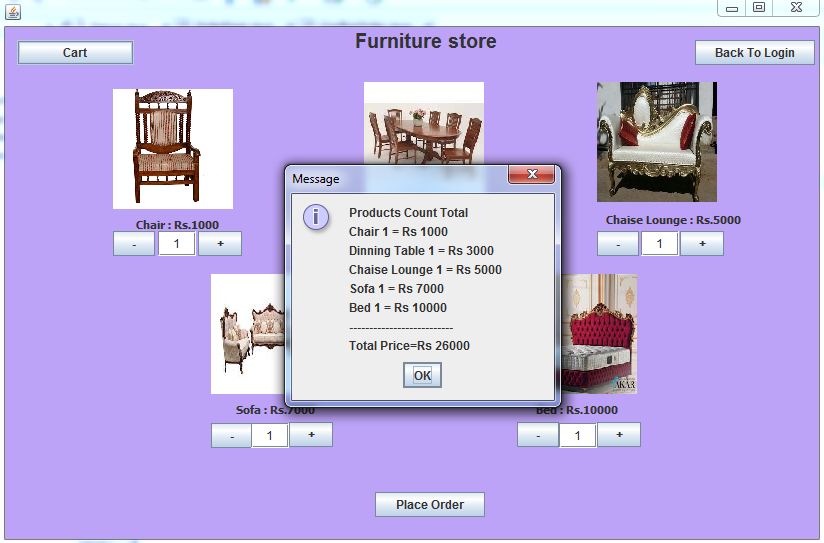 Furniture store
Cart
Back To Login
Message
Products Count Total
Chair 1 = Rs 1000
Dinning Table 1 = Rs 3000
Chaise Lounge 1 = Rs 5000
Sofa 1 = Rs 7000
Bed 1 = Rs 10000
--------------------------
Total Price=Rs 26000
OK
Chair : Rs.1000
- 1 +
Chaise Lounge : Rs.5000
- 1 +
AKAR
Sofa : Rs.7000
- 1 +
Bed : Rs.10000
- 1 +
Place Order